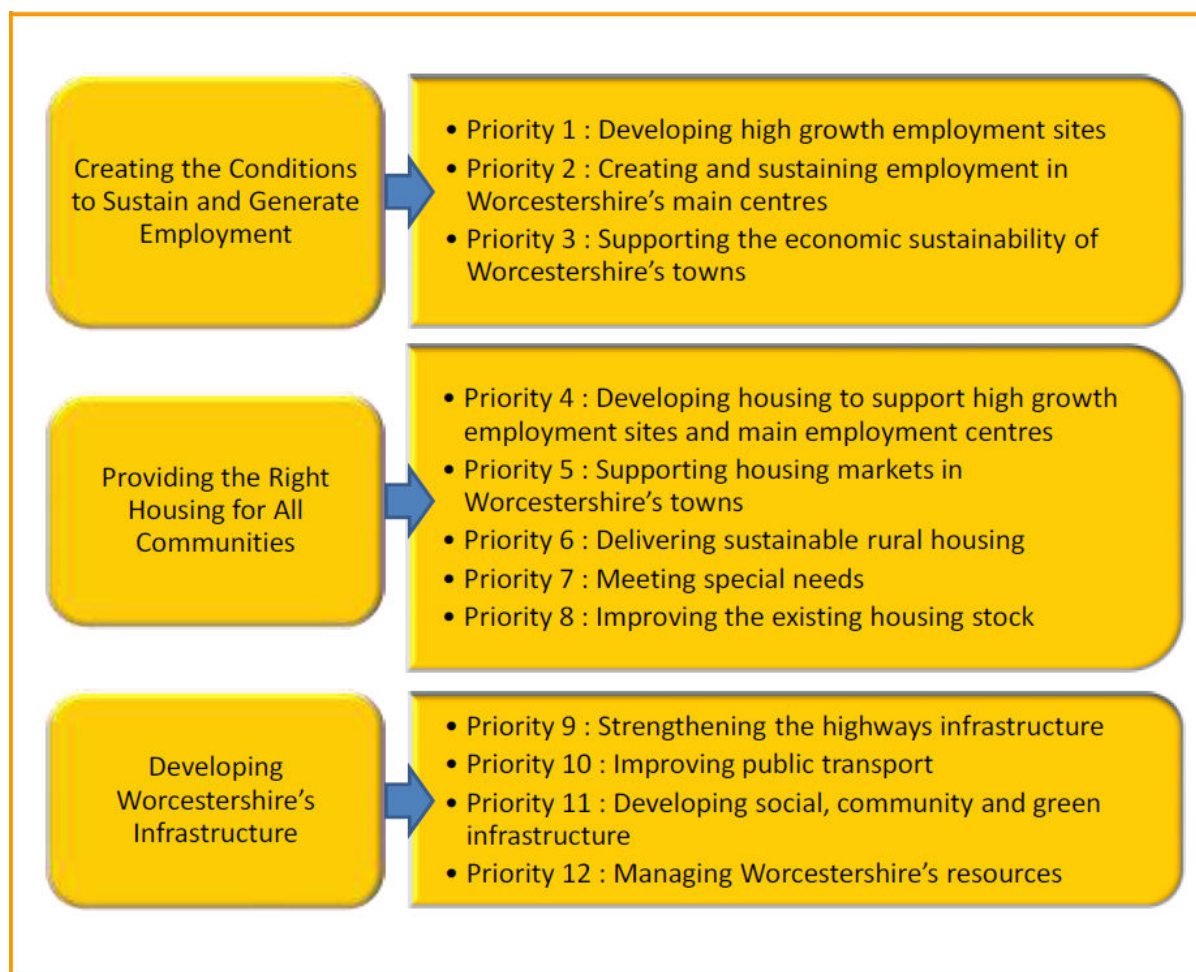 Creating the Conditions
to Sustain and Generate
Employment
• Priority 1 : Developing high growth employment sites
• Priority 2 : Creating and sustaining employment in
Worcestershire’s main centres
• Priority 3 : Supporting the economic sustainability of
Worcestershire’s towns
Providing the Right
Housing for All
Communities
• Priority 4 : Developing housing to support high growth
employment sites and main employment centres
• Priority 5 : Supporting housing markets in
Worcestershire’s towns
• Priority 6 : Delivering sustainable rural housing
• Priority 7 : Meeting special needs
• Priority 8 : Improving the existing housing stock
Developing
Worcestershire’s
Infrastructure
• Priority 9 : Strengthening the highways infrastructure
• Priority 10 : Improving public transport
• Priority 11 : Developing social, community and green
infrastructure
• Priority 12 : Managing Worcestershire’s resources